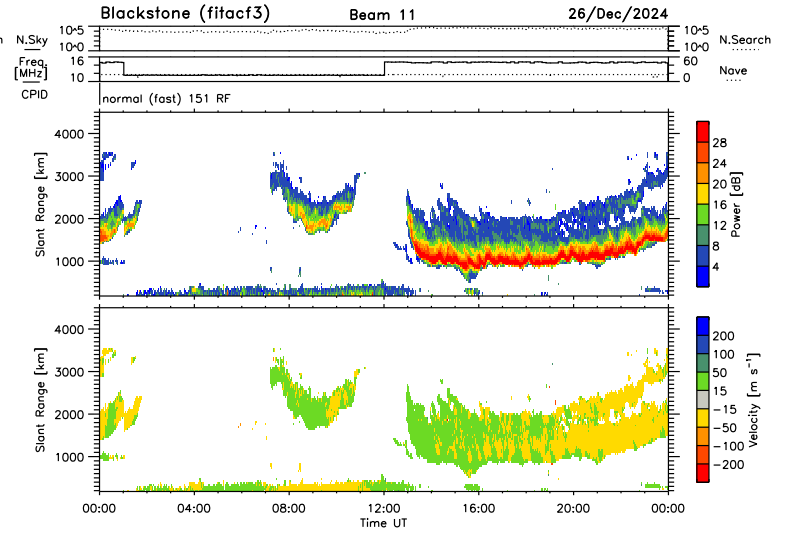 Blackstone (fitacf3) Beam 11 26/Dec/2024
N.Sky 10^5 10^0 10^5 10^0 N.Search
Freq. [MHz] 16 10 60 0 Nave
CPID normal (fast) 151 RF
Slant Range [km] 4000 3000 2000 1000
Power [dB] 28 24 20 16 12 8 4
Slant Range [km] 4000 3000 2000 1000
Velocity [m s⁻¹] 200 100 50 15 −15 −50 −100 −200
00:00 04:00 08:00 12:00 16:00 20:00 00:00
Time UT